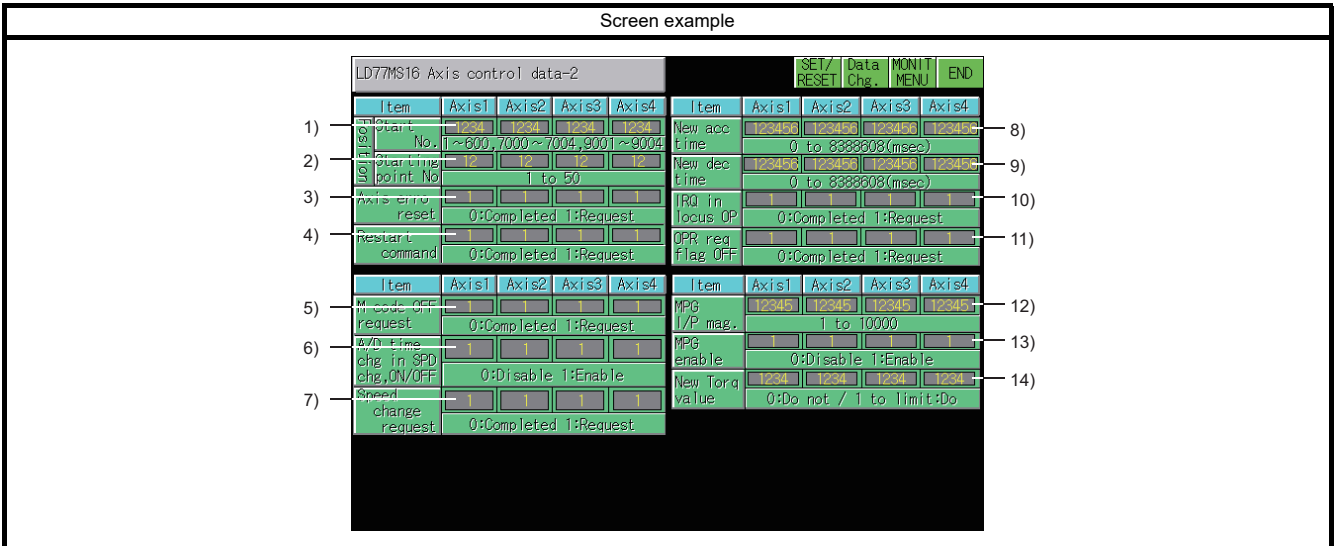 Screen example
LD77MS16 Axis control data-2
SET/ RESET
Data Chg.
MONIT MENU
END
Item Axis1 Axis2 Axis3 Axis4
Position
1) Start No. 1234 1234 1234 1234
1~600,7000~7004,9001~9004
2) Starting point No 12 12 12 12
1 to 50
3) Axis erro reset 1 1 1 1
0:Completed 1:Request
4) Restart command 1 1 1 1
0:Completed 1:Request
Item Axis1 Axis2 Axis3 Axis4
5) M code OFF request 1 1 1 1
0:Completed 1:Request
6) A/D time chg in SPD chg,ON/OFF 1 1 1 1
0:Disable 1:Enable
7) Speed change request 1 1 1 1
0:Completed 1:Request
Item Axis1 Axis2 Axis3 Axis4
New acc time 123456 123456 123456 123456 8)
0 to 8388608(msec)
New dec time 123456 123456 123456 123456 9)
0 to 8388608(msec)
IRQ in locus OP 1 1 1 1 10)
0:Completed 1:Request
OPR req flag OFF 1 1 1 1 11)
0:Completed 1:Request
Item Axis1 Axis2 Axis3 Axis4
MPG I/P mag. 12345 12345 12345 12345 12)
1 to 10000
MPG enable 1 1 1 1 13)
0:Disable 1:Enable
New Torq value 1234 1234 1234 1234 14)
0:Do not / 1 to limit:Do